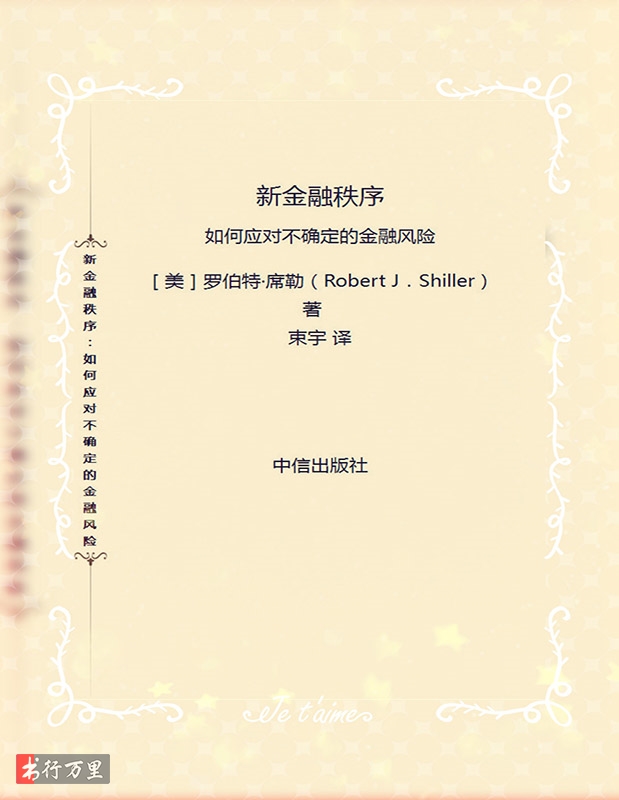 新金融秩序
如何应对不确定的金融风险
[ 美 ] 罗伯特·席勒（Robert J．Shiller）
著
束宇 译
中信出版社
新金融秩序：如何应对不确定的金融风险
Je t'aime
书行万里